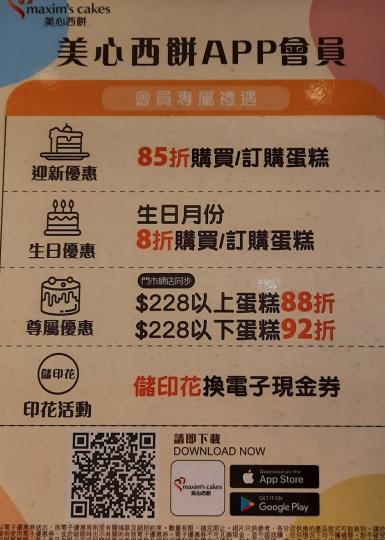 maxim's cakes
美心西餅
美心西餅APP會員
會員專屬禮遇
迎新優惠
85折購買/訂購蛋糕
生日優惠
生日月份
8折購買/訂購蛋糕
尊屬優惠
門市網店同步
$228以上蛋糕88折
$228以下蛋糕92折
儲印花
印花活動
儲印花換電子現金券
請即下載
DOWNLOAD NOW
maxim's cakes
美心西餅
Download on the
App Store
GET IT ON
Google Play